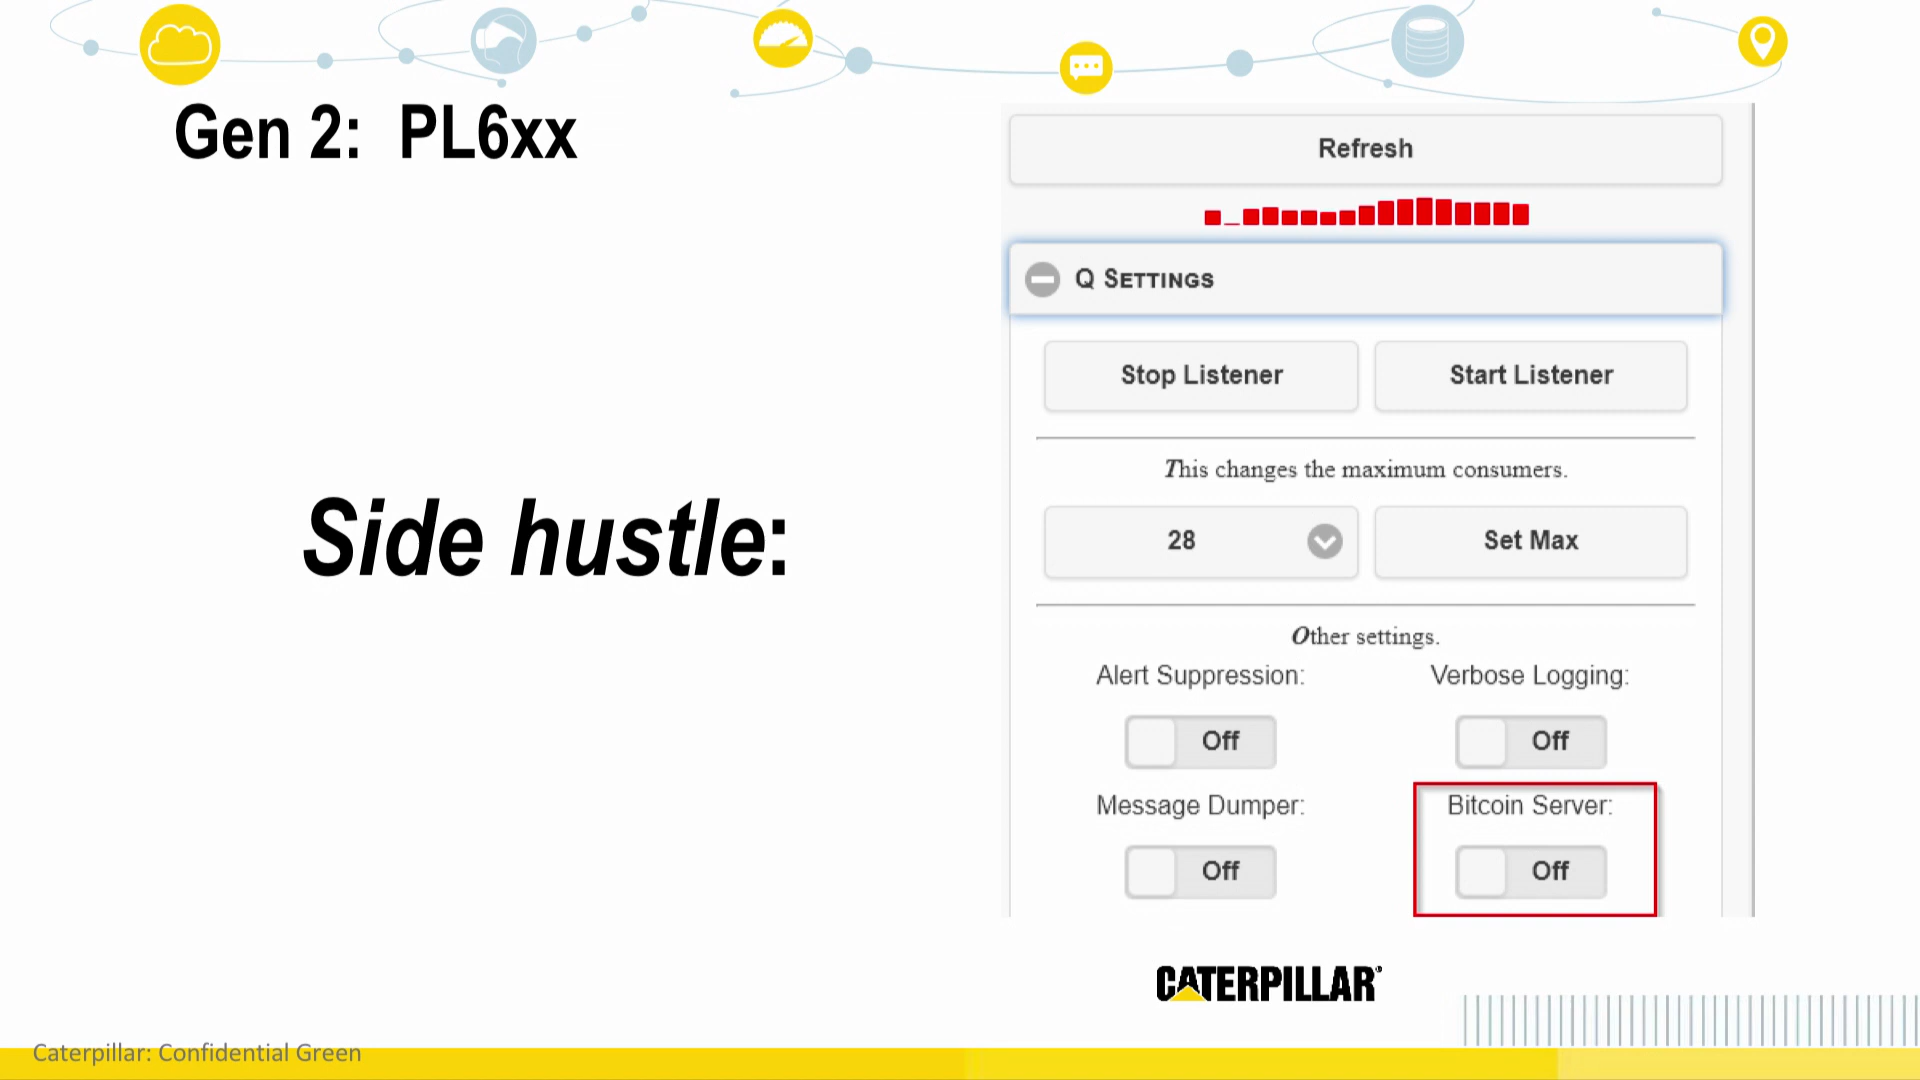 Gen 2: PL6xx
Side hustle:
Refresh
Q SETTINGS
Stop Listener
Start Listener
This changes the maximum consumers.
28
Set Max
Other settings.
Alert Suppression:
Verbose Logging:
Off
Off
Message Dumper:
Bitcoin Server:
Off
Off
CATERPILLAR®
Caterpillar: Confidential Green